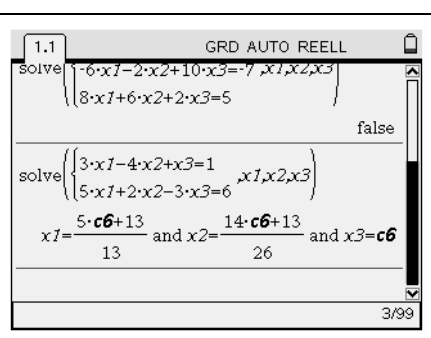 1.1 GRD AUTO REELL
solve({-6·x1-2·x2+10·x3=-7 ,x1,x2,x3)
8·x1+6·x2+2·x3=5
false
solve({3·x1-4·x2+x3=1 ,x1,x2,x3)
5·x1+2·x2-3·x3=6
x1=(5·c6+13)/13 and x2=(14·c6+13)/26 and x3=c6
3/99